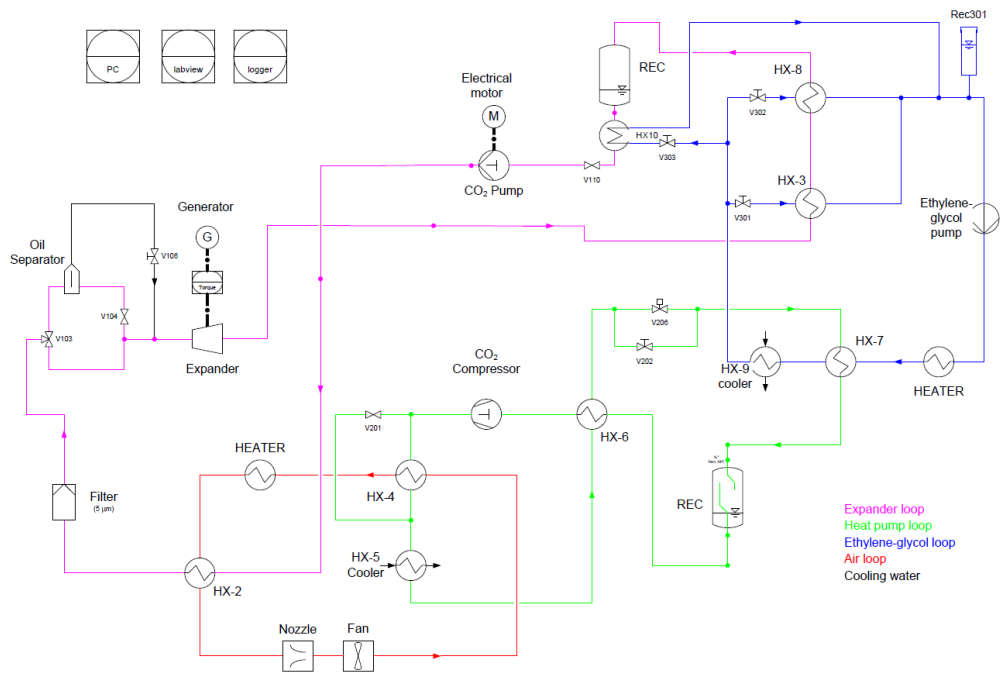 Rec301
PC
labview
logger
REC
HX-8
Electrical
motor
M
V302
HX10
V303
CO₂ Pump
V110
HX-3
V301
Ethylene-
glycol
pump
Generator
G
Oil
Separator
V106
Torque
V104
V103
Expander
V206
V202
HX-7
HX-9
cooler
HEATER
CO₂
Compressor
V201
HX-6
HEATER
HX-4
REC
Filter
(5 µm)
HX-5
Cooler
HX-2
Nozzle
Fan
Expander loop
Heat pump loop
Ethylene-glycol loop
Air loop
Cooling water